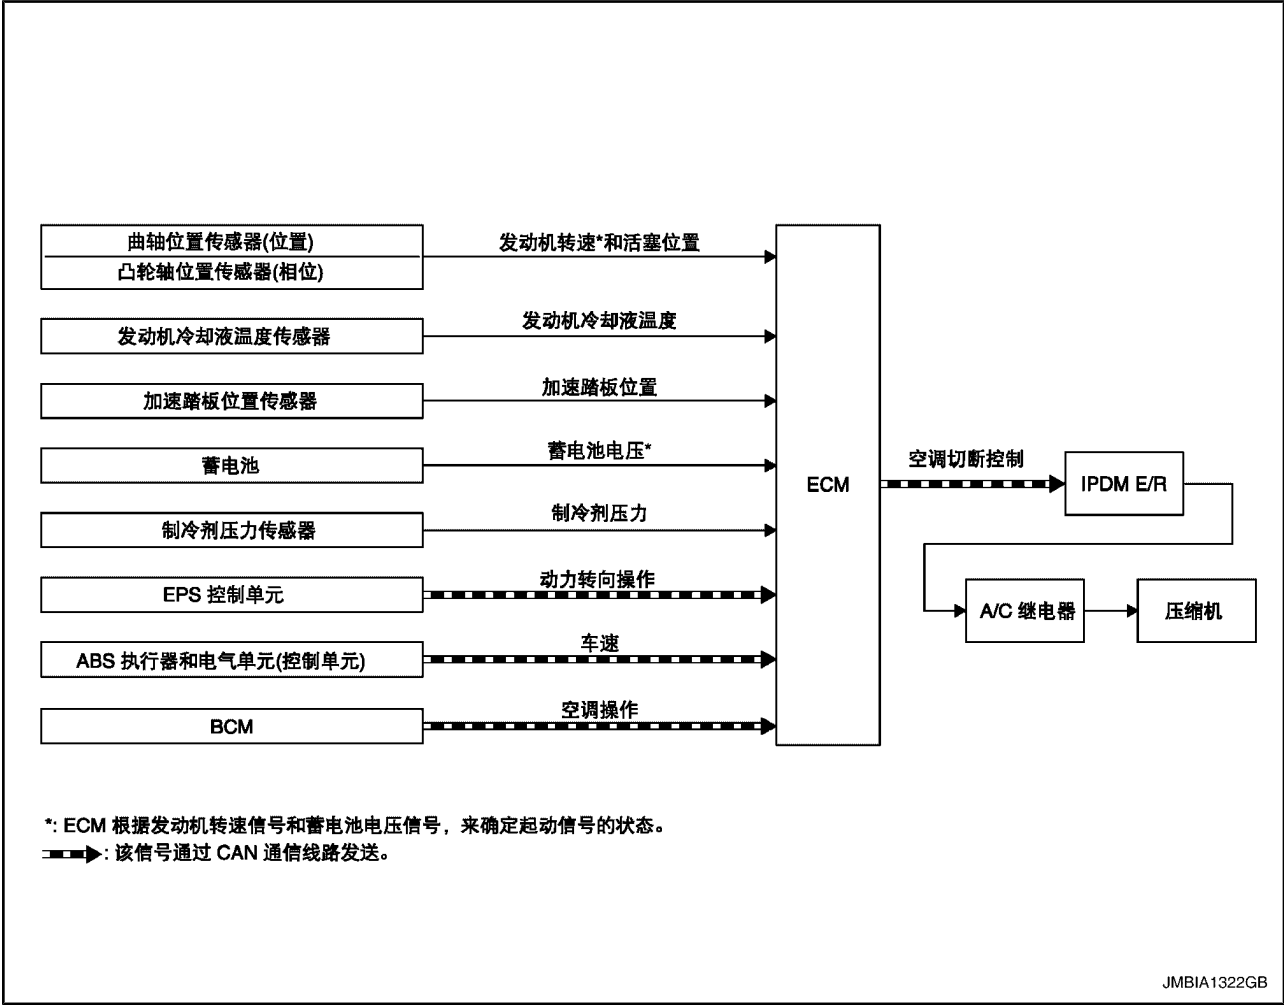 曲轴位置传感器(位置)
发动机转速*和活塞位置
凸轮轴位置传感器(相位)
发动机冷却液温度传感器
发动机冷却液温度
加速踏板位置传感器
加速踏板位置
蓄电池
蓄电池电压*
制冷剂压力传感器
制冷剂压力
EPS 控制单元
动力转向操作
ABS 执行器和电气单元(控制单元)
车速
BCM
空调操作
ECM
空调切断控制
IPDM E/R
A/C 继电器
压缩机
*: ECM 根据发动机转速信号和蓄电池电压信号，来确定起动信号的状态。
: 该信号通过 CAN 通信线路发送。
JMBIA1322GB